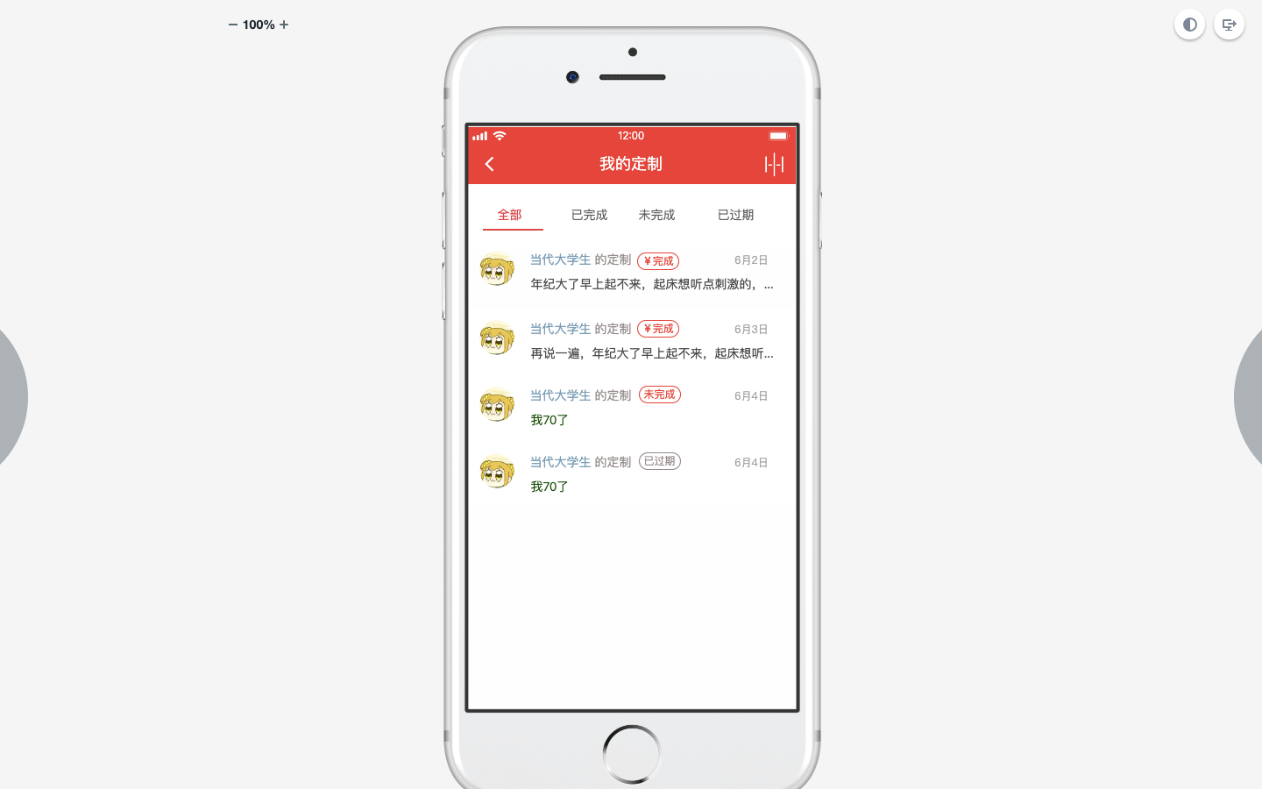 100%
12:00
我的定制
全部 已完成 未完成 已过期
当代大学生 的定制 ¥完成 6月2日
年纪大了早上起不来，起床想听点刺激的，...
当代大学生 的定制 ¥完成 6月3日
再说一遍，年纪大了早上起不来，起床想听...
当代大学生 的定制 未完成 6月4日
我70了
当代大学生 的定制 已过期 6月4日
我70了